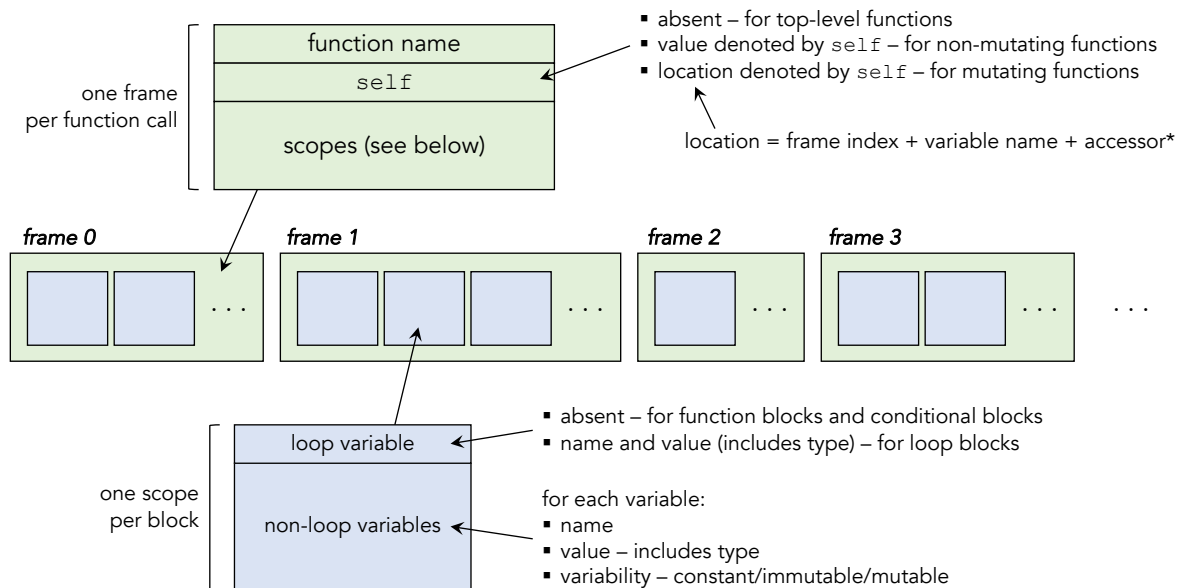 function name
self
scopes (see below)
one frame
per function call
▪ absent – for top-level functions
▪ value denoted by self – for non-mutating functions
▪ location denoted by self – for mutating functions
location = frame index + variable name + accessor*
frame 0
frame 1
frame 2
frame 3
. . .
. . .
. . .
. . .
. . .
loop variable
non-loop variables
one scope
per block
▪ absent – for function blocks and conditional blocks
▪ name and value (includes type) – for loop blocks
for each variable:
▪ name
▪ value – includes type
▪ variability – constant/immutable/mutable